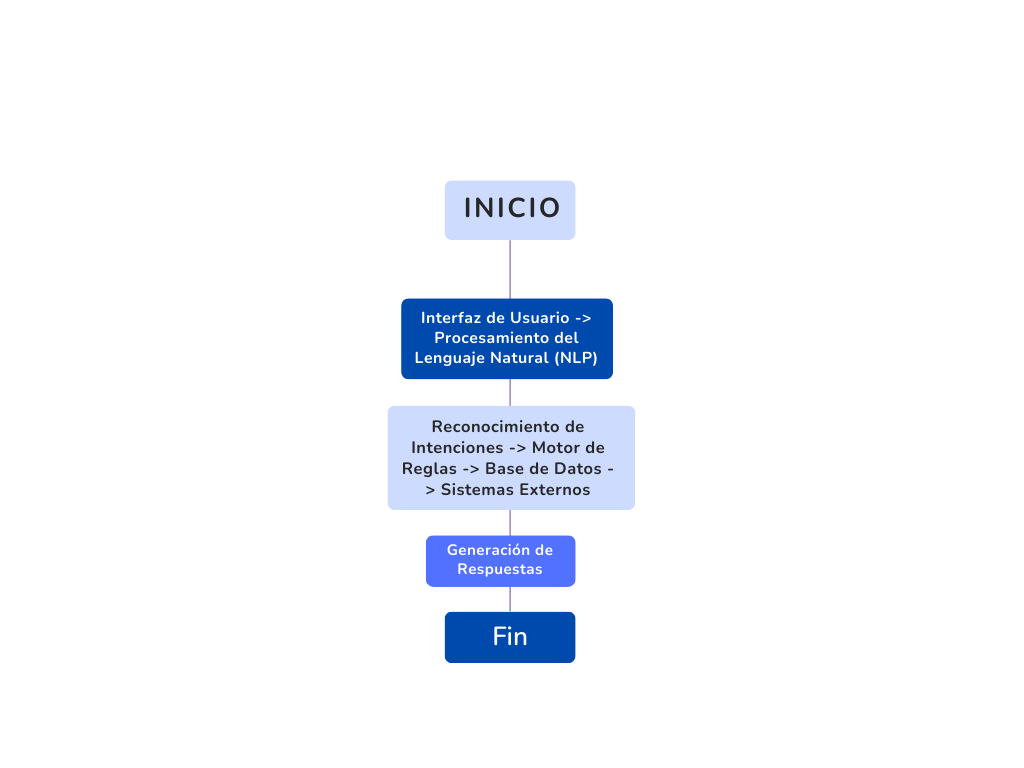 INICIO
Interfaz de Usuario ->
Procesamiento del
Lenguaje Natural (NLP)
Reconocimiento de
Intenciones -> Motor de
Reglas -> Base de Datos -
> Sistemas Externos
Generación de
Respuestas
Fin